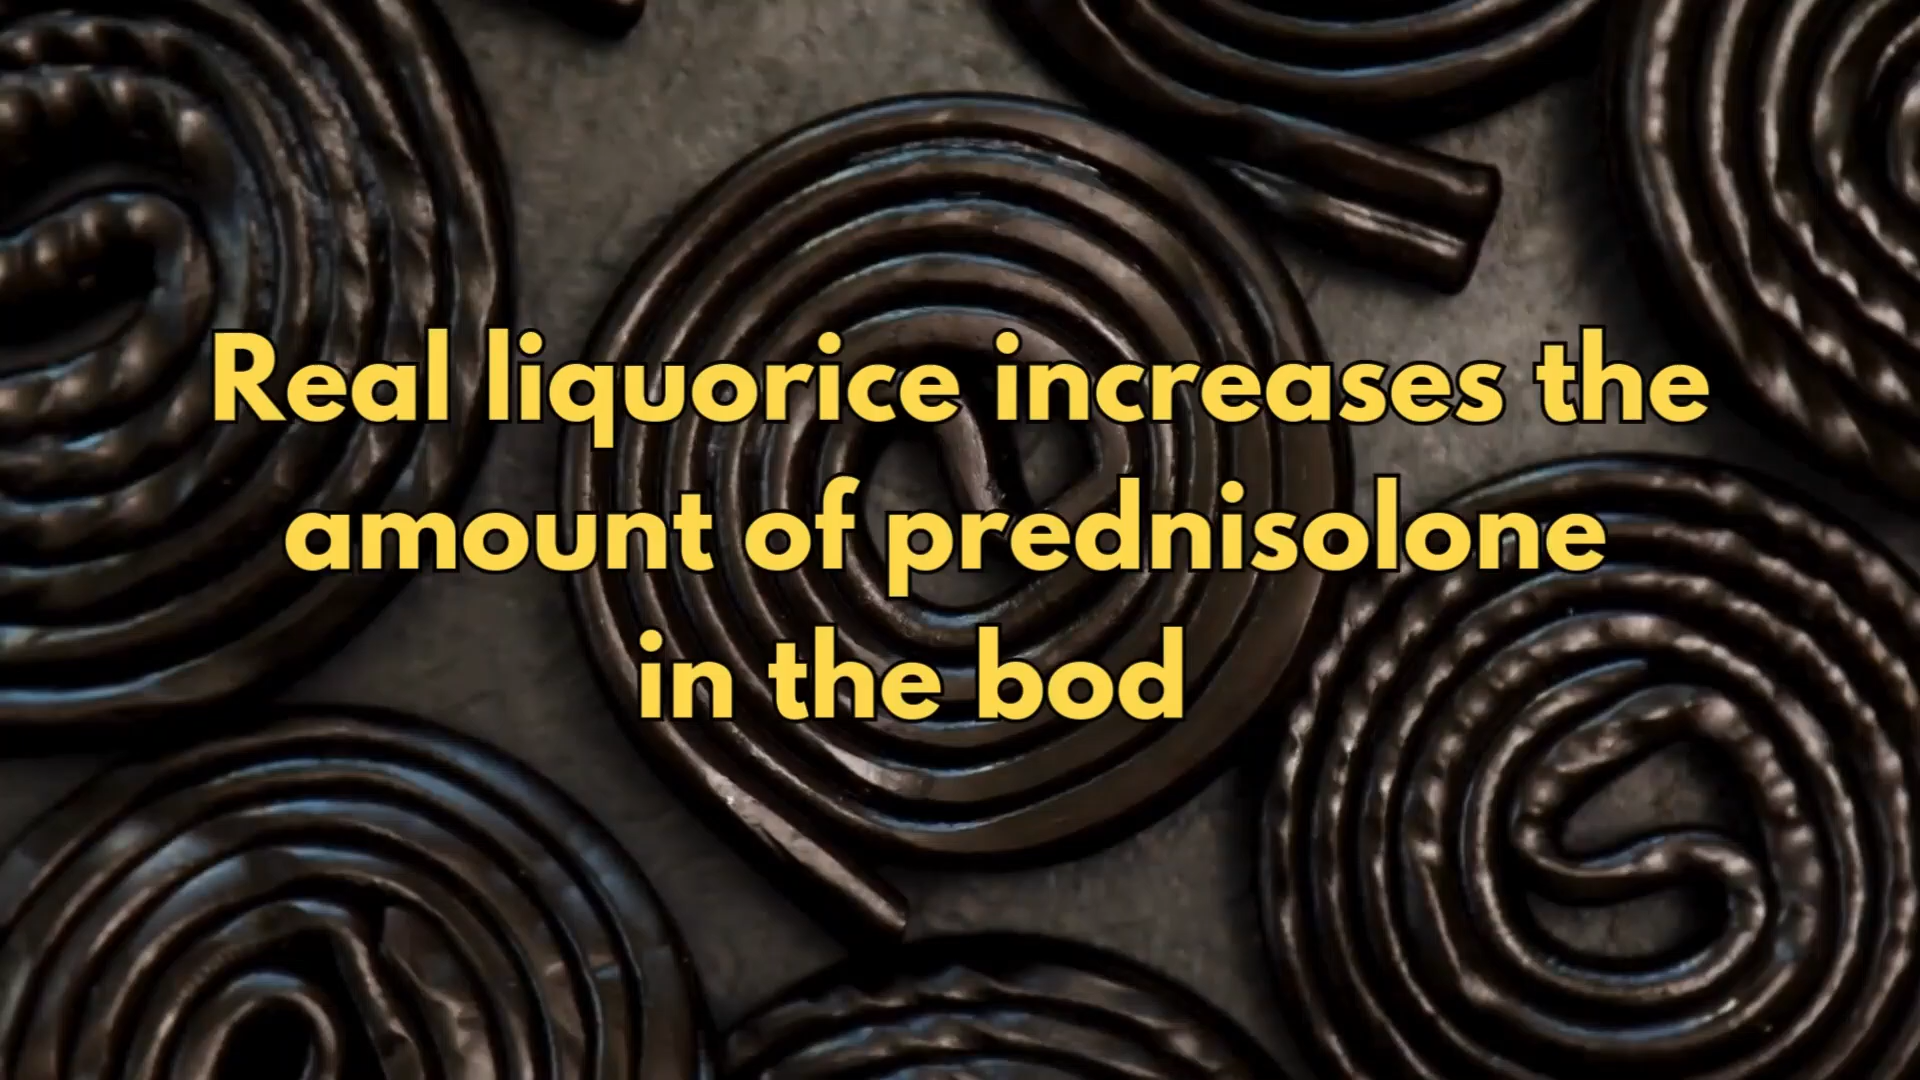 Real liquorice increases the
amount of prednisolone
in the bod